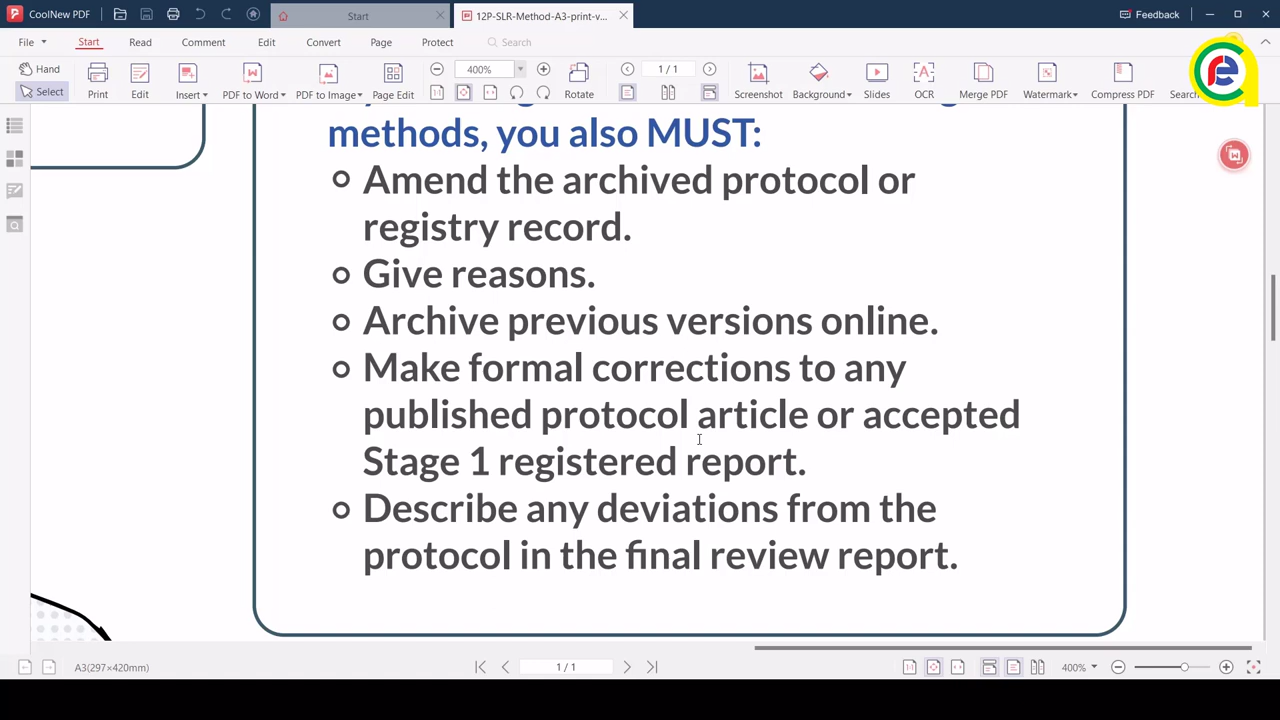 CoolNew PDF
Start
12P-SLR-Method-A3-print-v...
Feedback
File
Start
Read
Comment
Edit
Convert
Page
Protect
Search
Hand
Select
Print
Edit
Insert
PDF to Word
PDF to Image
Page Edit
400%
Rotate
1 / 1
Screenshot
Background
Slides
OCR
Merge PDF
Watermark
Compress PDF
Search
methods, you also MUST:
Amend the archived protocol or
registry record.
Give reasons.
Archive previous versions online.
Make formal corrections to any
published protocol article or accepted
Stage 1 registered report.
Describe any deviations from the
protocol in the final review report.
A3(297×420mm)
1 / 1
400%